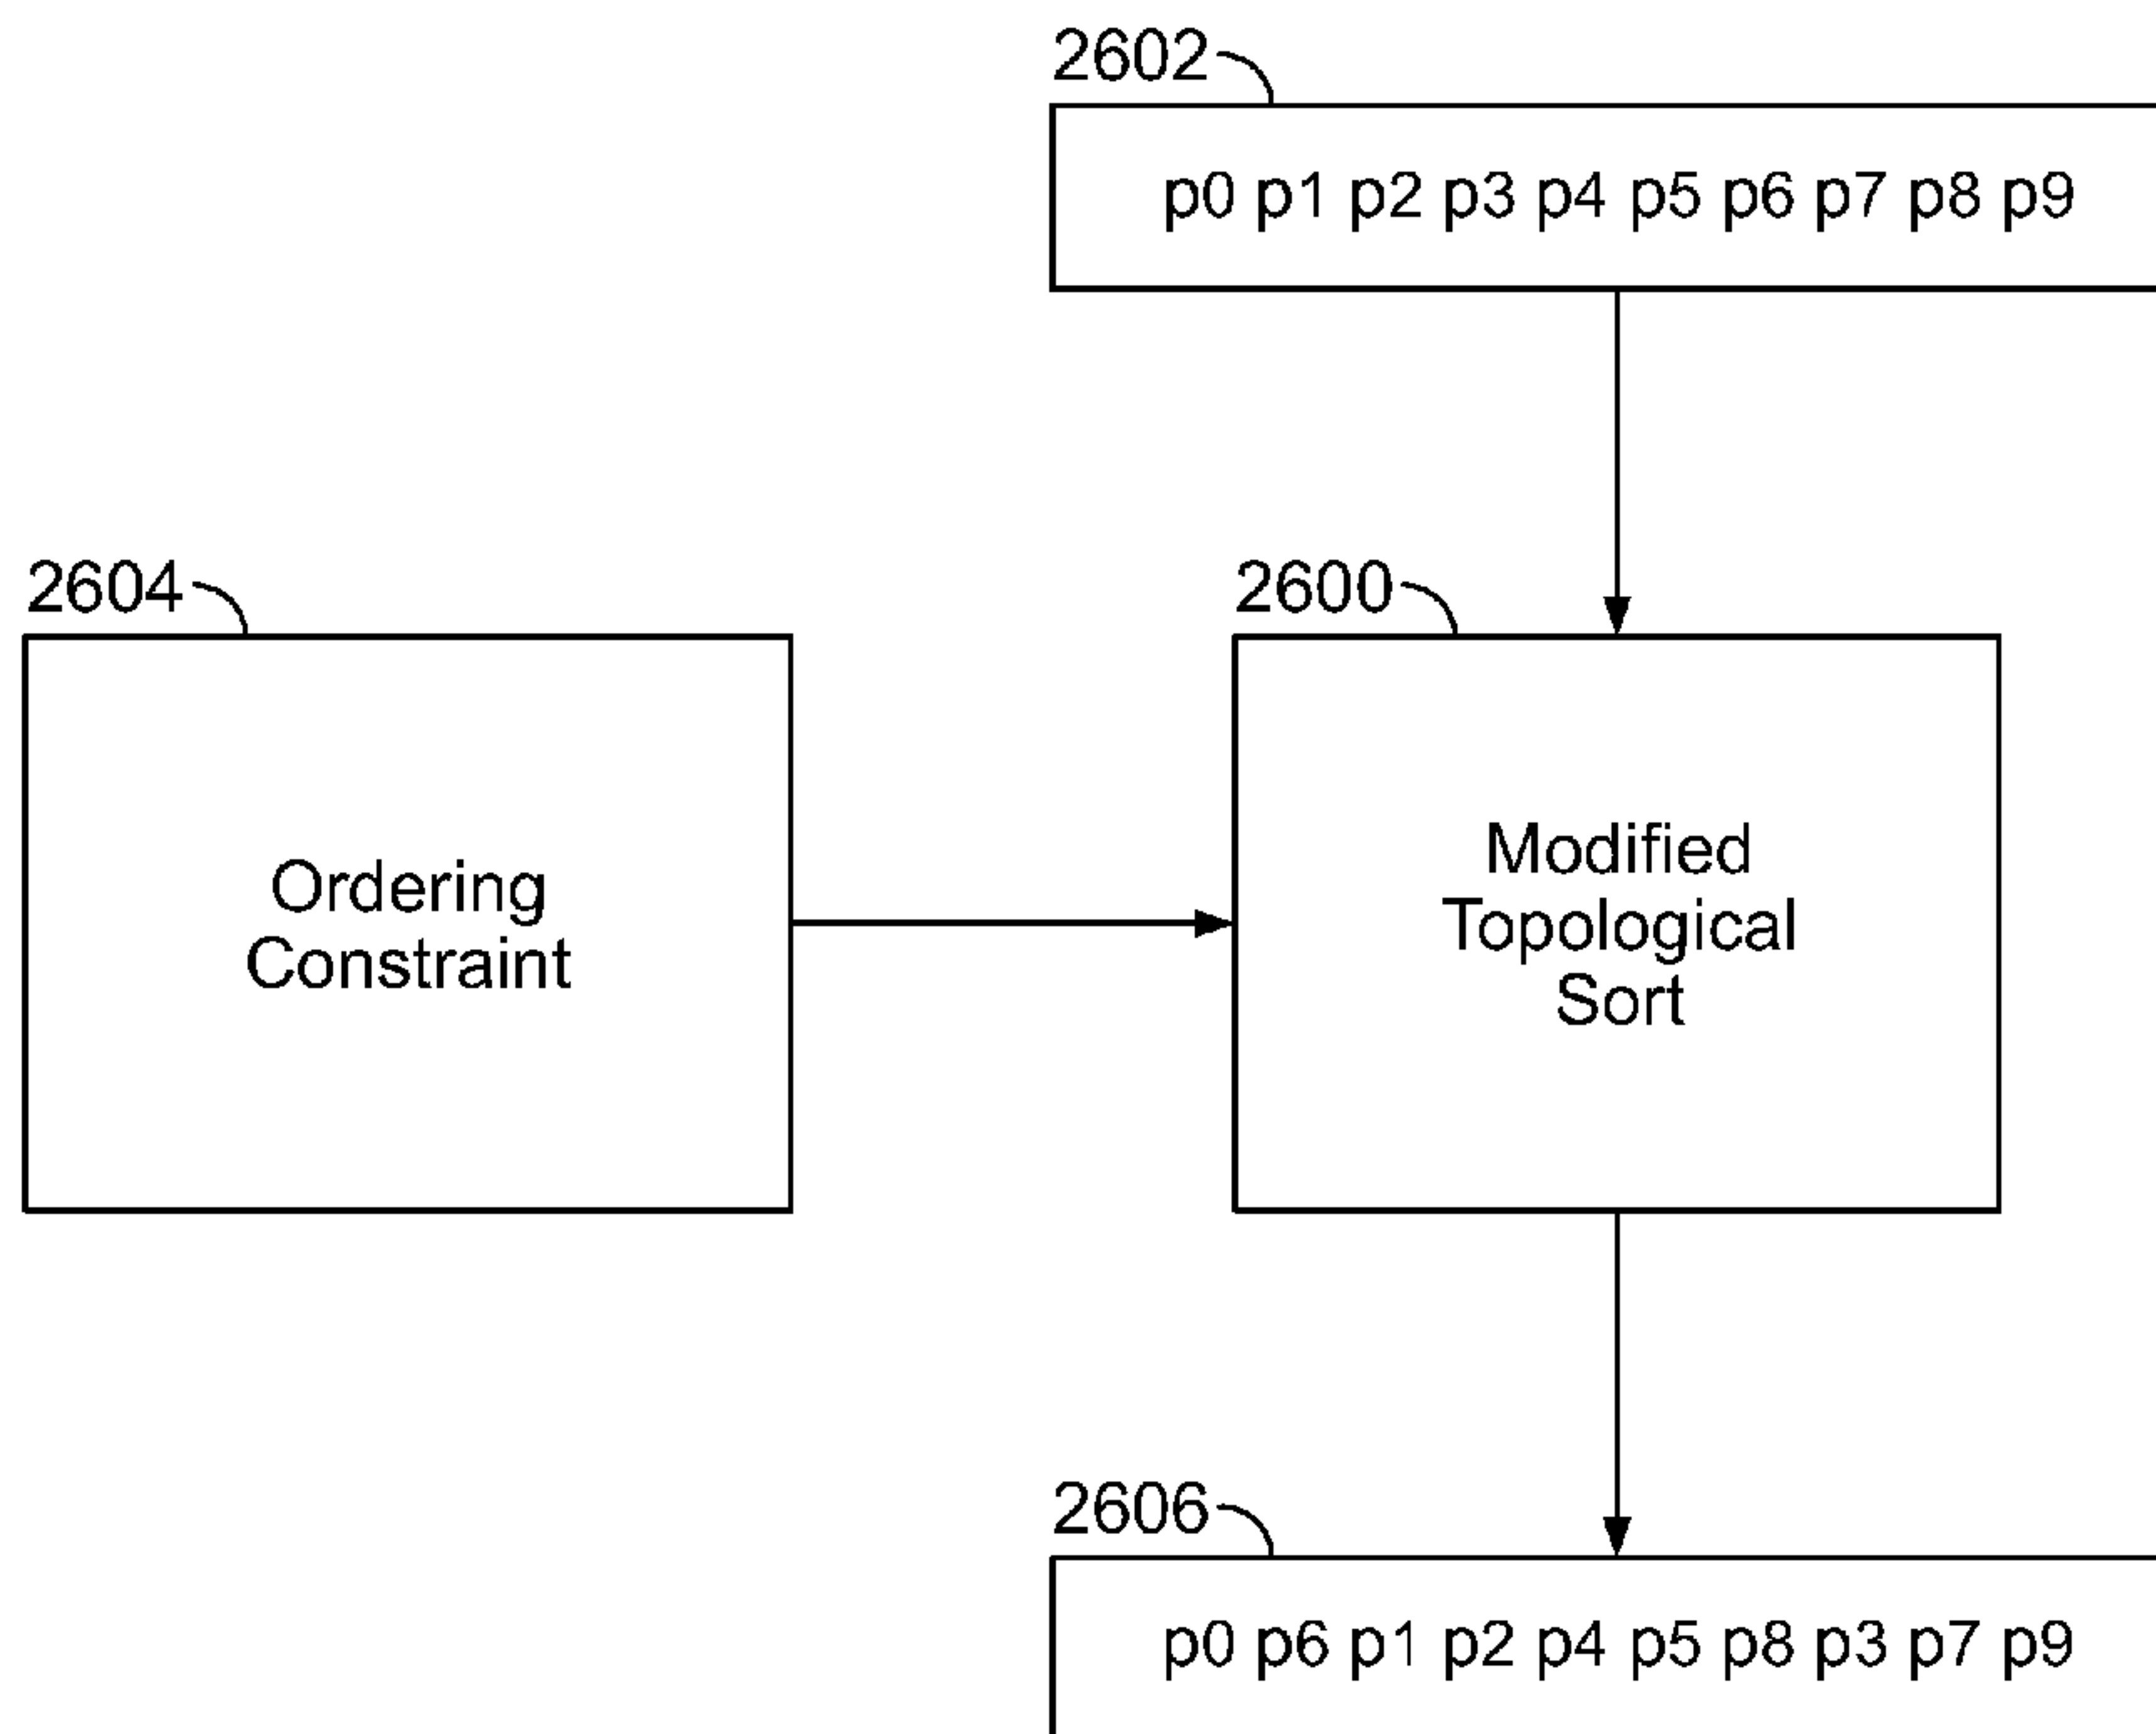 2602
p0 p1 p2 p3 p4 p5 p6 p7 p8 p9
2604
2600
Ordering
Constraint
Modified
Topological
Sort
2606
p0 p6 p1 p2 p4 p5 p8 p3 p7 p9